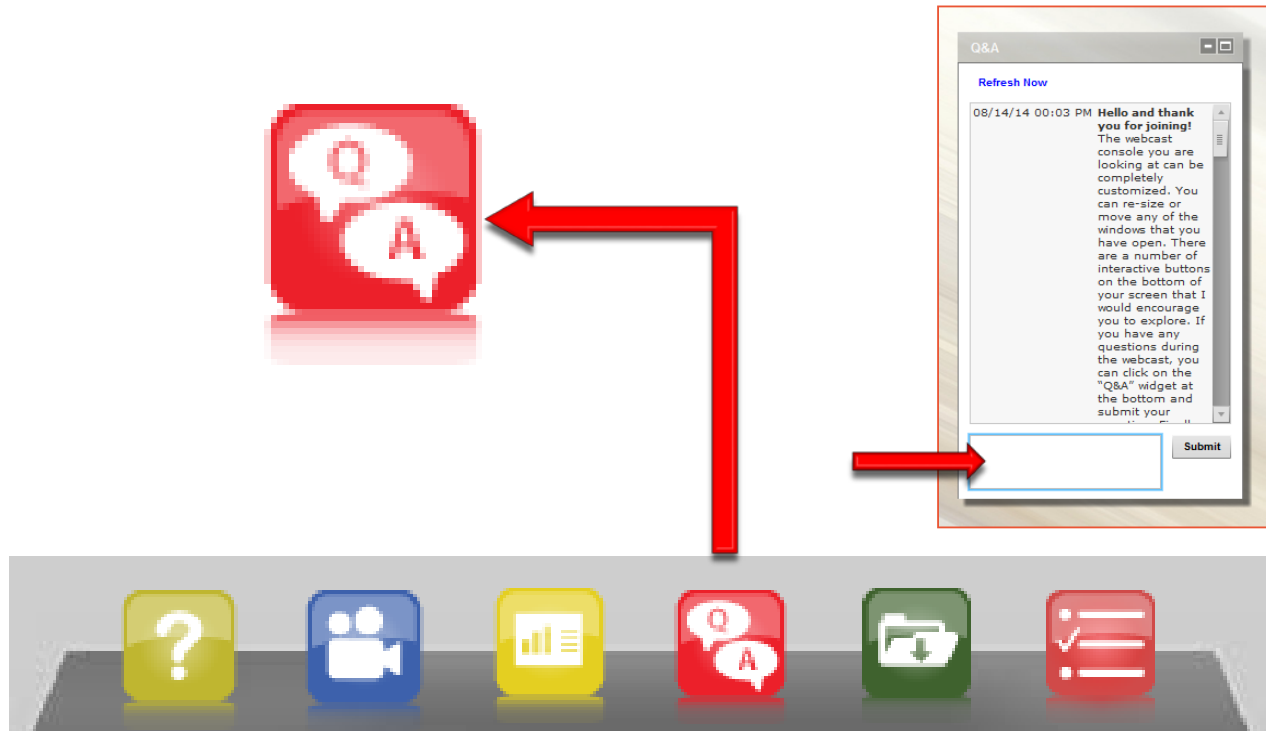 Q
A
Q&A
Refresh Now
08/14/14 00:03 PM Hello and thank
you for joining!
The webcast
console you are
looking at can be
completely
customized. You
can re-size or
move any of the
windows that you
have open. There
are a number of
interactive buttons
on the bottom of
your screen that I
would encourage
you to explore. If
you have any
questions during
the webcast, you
can click on the
“Q&A” widget at
the bottom and
submit your
Submit
?
Q
A